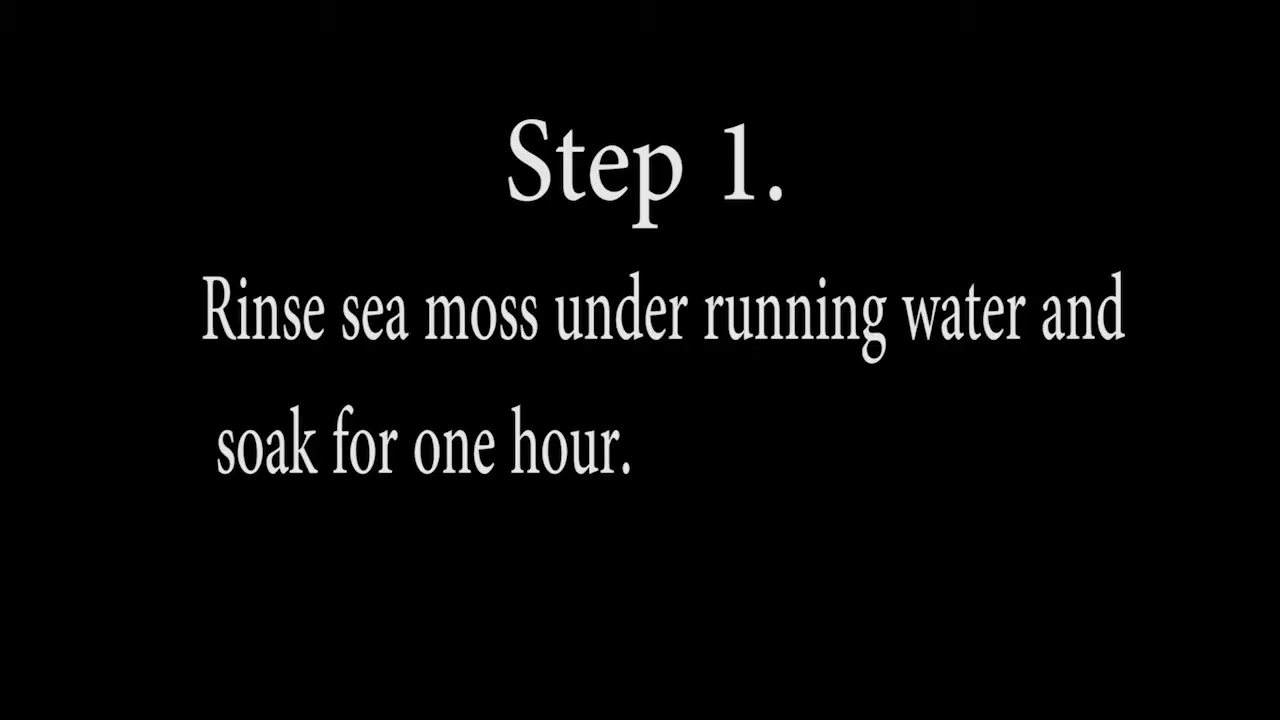 Step 1.
Rinse sea moss under running water and
soak for one hour.